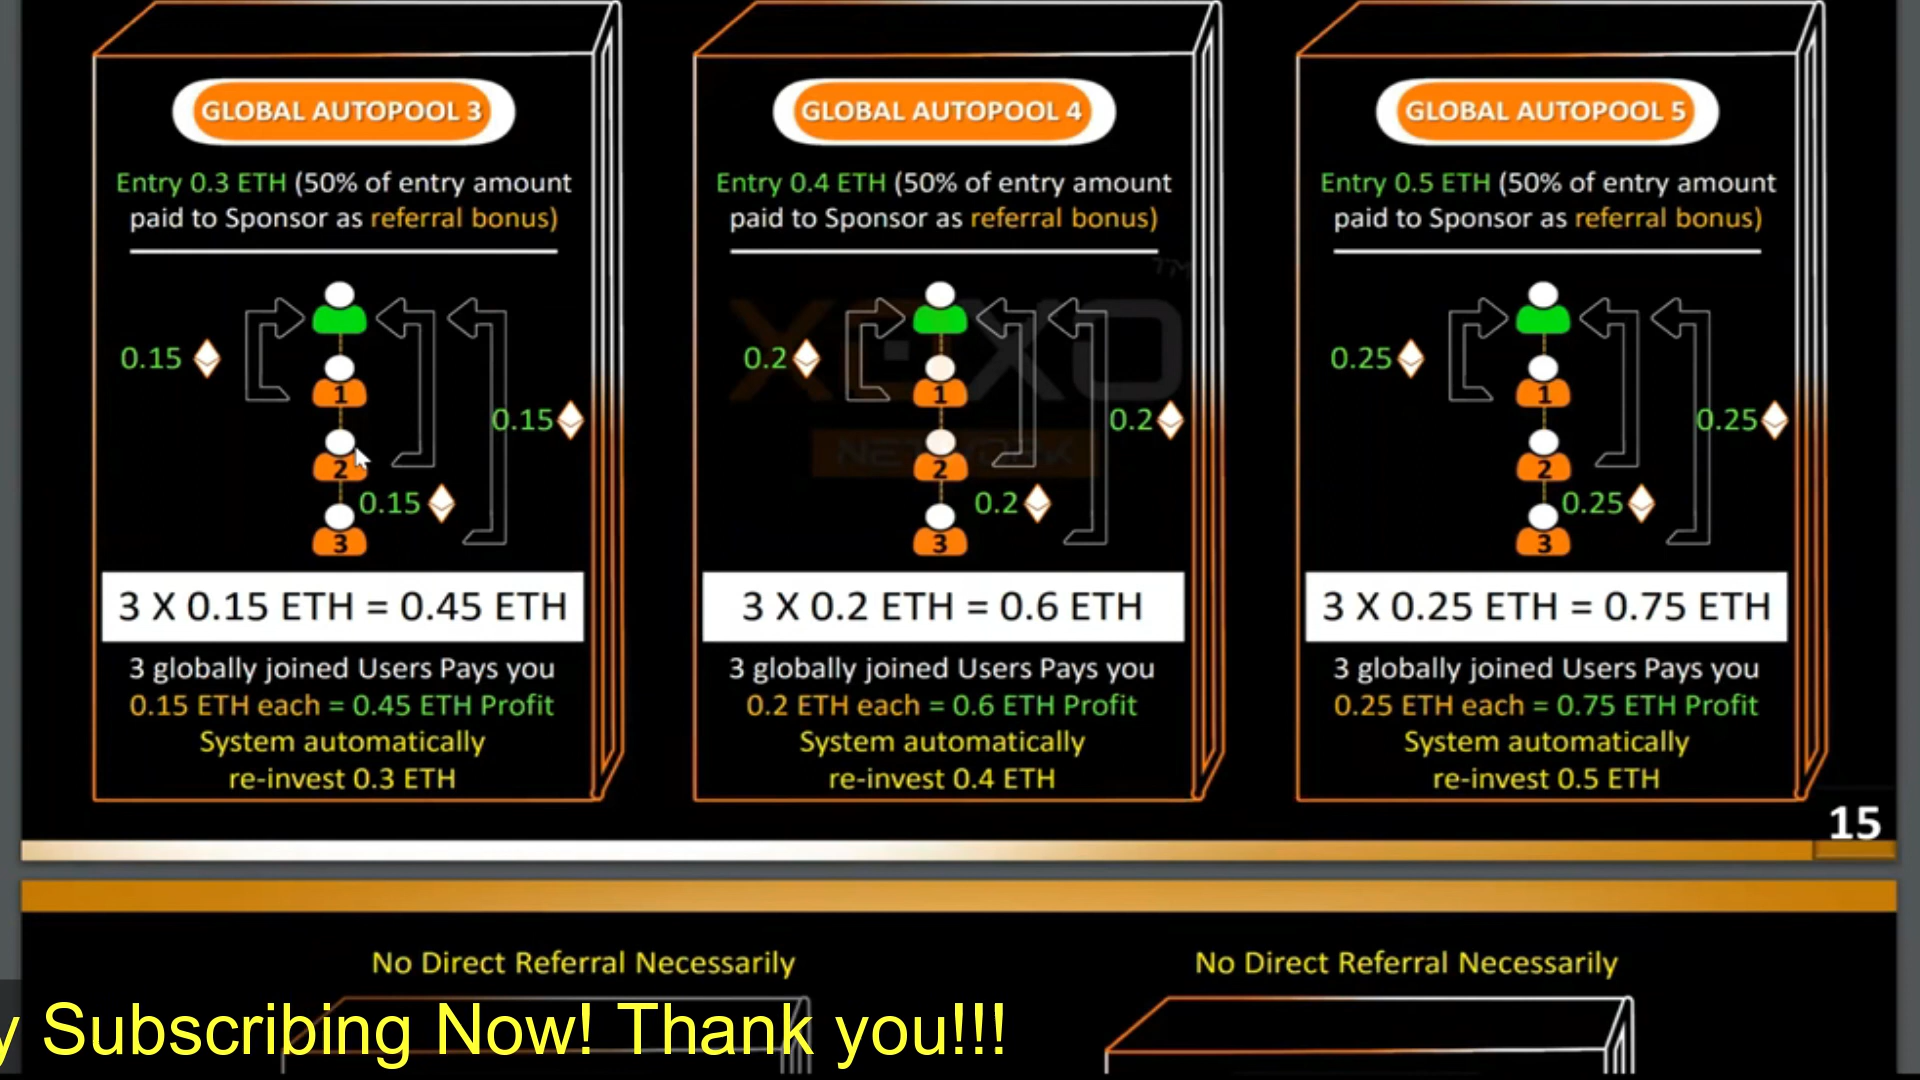 GLOBAL AUTOPOOL 3
Entry 0.3 ETH (50% of entry amount
paid to Sponsor as referral bonus)
0.15
0.15
0.15
1
2
3
3 X 0.15 ETH = 0.45 ETH
3 globally joined Users Pays you
0.15 ETH each = 0.45 ETH Profit
System automatically
re-invest 0.3 ETH
GLOBAL AUTOPOOL 4
Entry 0.4 ETH (50% of entry amount
paid to Sponsor as referral bonus)
TM
XOXO
NETWORK
0.2
0.2
0.2
1
2
3
3 X 0.2 ETH = 0.6 ETH
3 globally joined Users Pays you
0.2 ETH each = 0.6 ETH Profit
System automatically
re-invest 0.4 ETH
GLOBAL AUTOPOOL 5
Entry 0.5 ETH (50% of entry amount
paid to Sponsor as referral bonus)
0.25
0.25
0.25
1
2
3
3 X 0.25 ETH = 0.75 ETH
3 globally joined Users Pays you
0.25 ETH each = 0.75 ETH Profit
System automatically
re-invest 0.5 ETH
15
No Direct Referral Necessarily
No Direct Referral Necessarily
y Subscribing Now! Thank you!!!